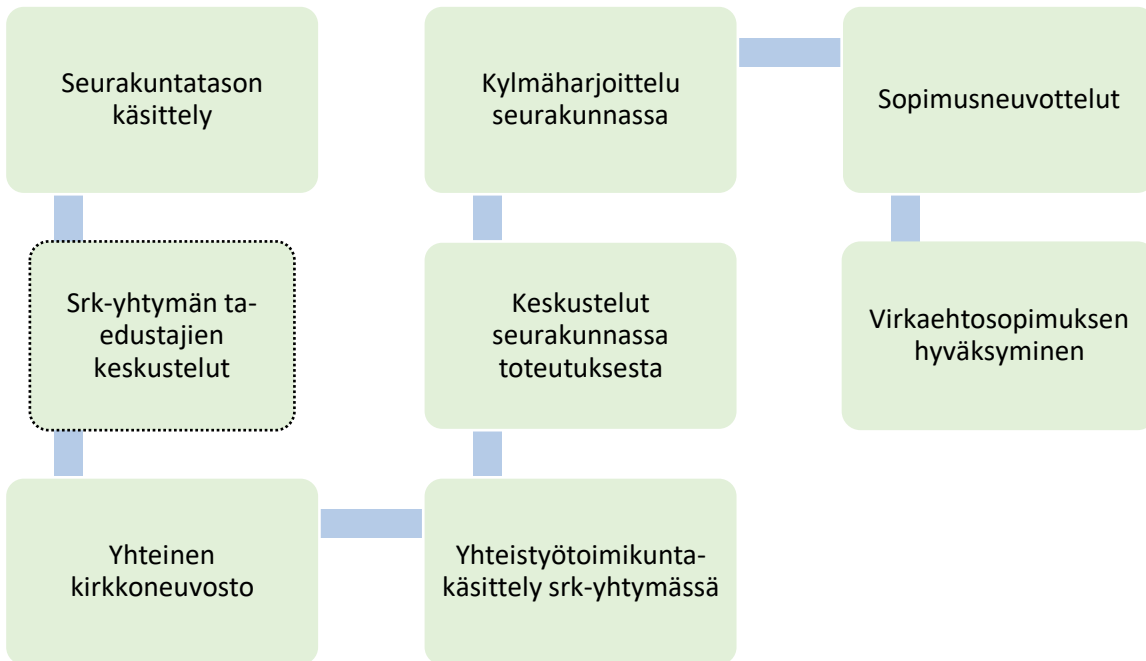 Seurakuntatason
käsittely
Srk-yhtymän ta-
edustajien
keskustelut
Yhteinen
kirkkoneuvosto
Yhteistyötoimikunta-
käsittely srk-yhtymässä
Keskustelut
seurakunnassa
toteutuksesta
Kylmäharjoittelu
seurakunnassa
Sopimusneuvottelut
Virkaehtosopimuksen
hyväksyminen